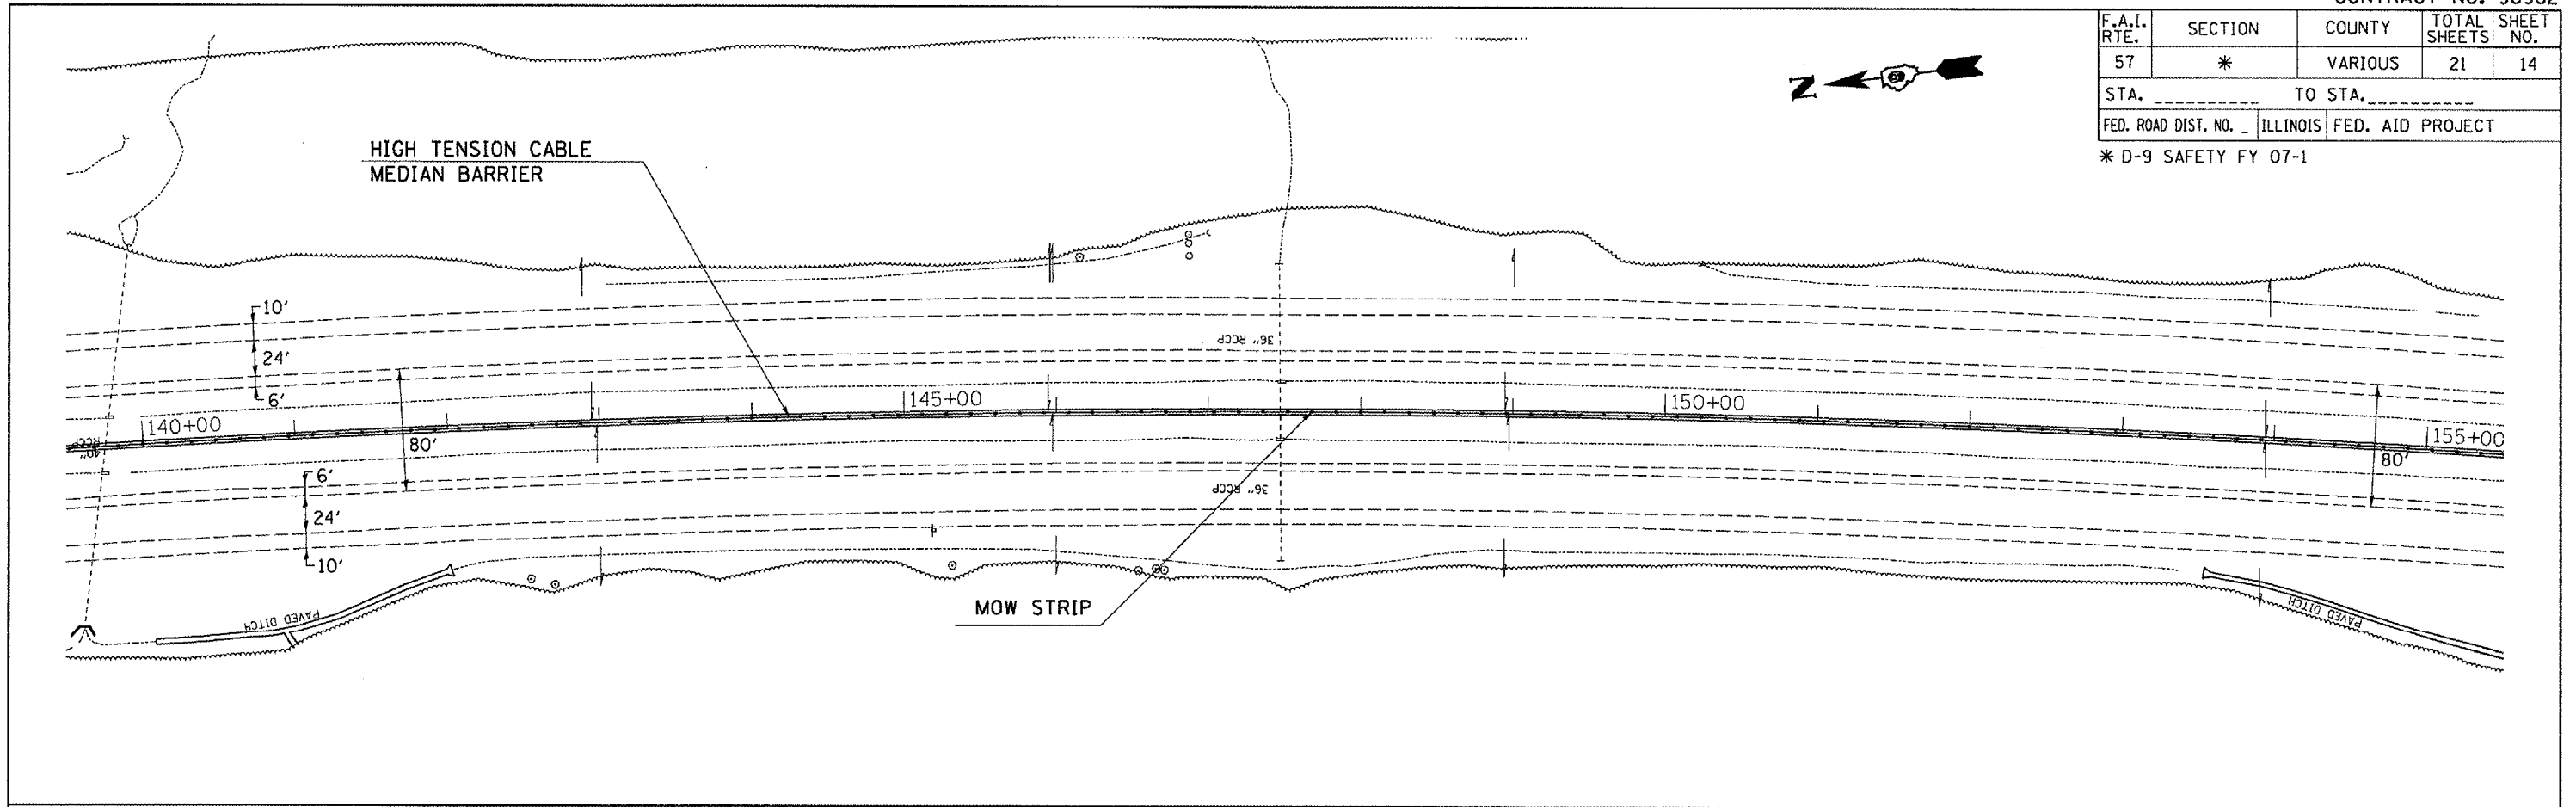 F.A.I. RTE. SECTION COUNTY TOTAL SHEETS SHEET NO.
57 * VARIOUS 21 14
STA. __________ TO STA. __________
FED. ROAD DIST. NO. _ ILLINOIS FED. AID PROJECT
* D-9 SAFETY FY 07-1
N
HIGH TENSION CABLE
MEDIAN BARRIER
10'
24'
6'
36" RCCP
140+00
145+00
150+00
155+00
80'
80'
6'
24'
10'
36" RCCP
PAVED DITCH
MOW STRIP
PAVED DITCH